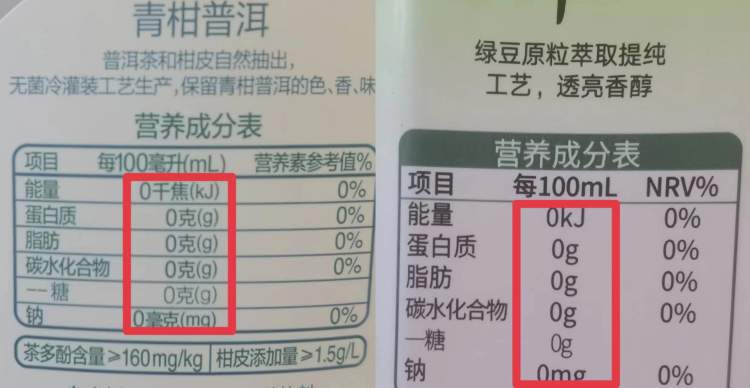 青柑普洱
普洱茶和柑皮自然抽出，
无菌冷灌装工艺生产，保留青柑普洱的色、香、味
营养成分表
项目 每100毫升(mL) 营养素参考值%
能量 0千焦(kJ) 0%
蛋白质 0克(g) 0%
脂肪 0克(g) 0%
碳水化合物 0克(g) 0%
—糖 0克(g)
钠 0毫克(mg) 0%
茶多酚含量≥160mg/kg 柑皮添加量≥1.5g/L
绿豆原粒萃取提纯
工艺，透亮香醇
营养成分表
项目 每100mL NRV%
能量 0kJ 0%
蛋白质 0g 0%
脂肪 0g 0%
碳水化合物 0g 0%
—糖 0g
钠 0mg 0%